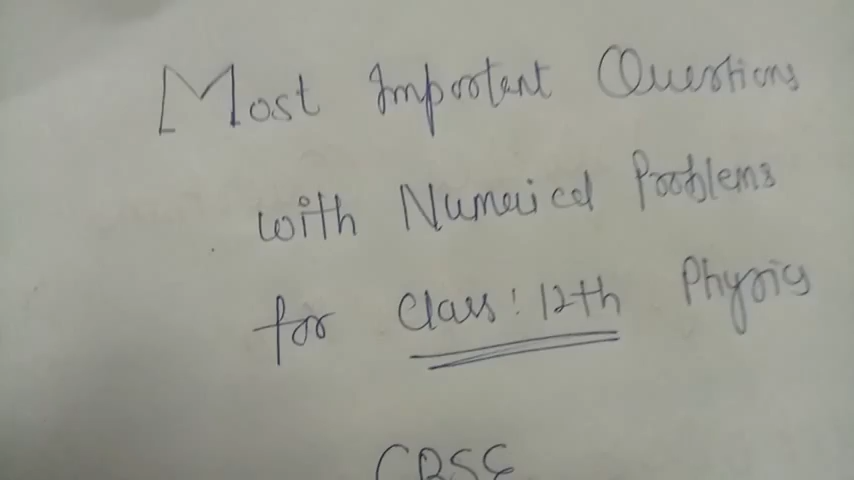 Most Important Questions
with Numerical Problems
for Class: 12th Physics
CBSE